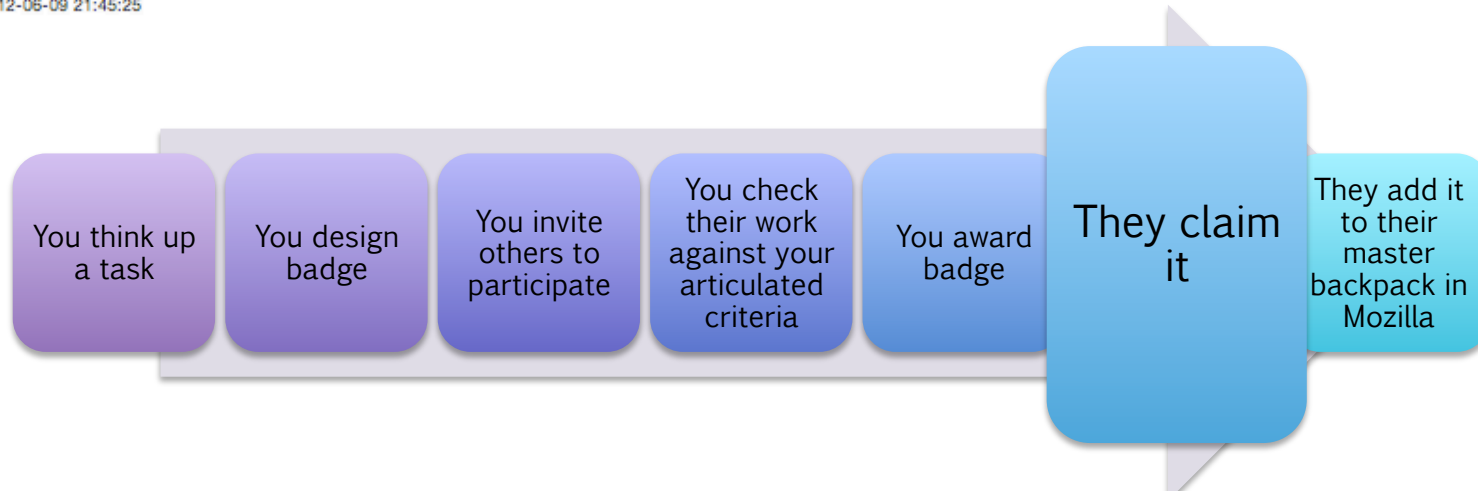 12-06-09 21:45:25
You think up
a task
You design
badge
You invite
others to
participate
You check
their work
against your
articulated
criteria
You award
badge
They claim
it
They add it
to their
master
backpack in
Mozilla